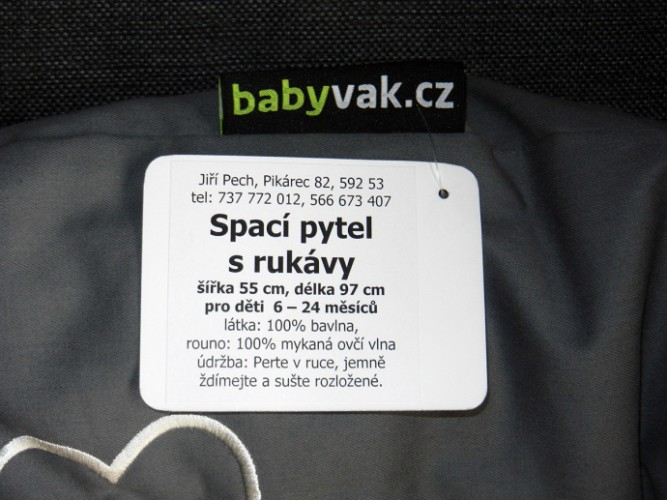 babyvak.cz
Jiří Pech, Pikárec 82, 592 53
tel: 737 772 012, 566 673 407
Spací pytel
s rukávy
šířka 55 cm, délka 97 cm
pro děti 6 – 24 měsíců
látka: 100% bavlna,
rouno: 100% mykaná ovčí vlna
údržba: Perte v ruce, jemně
ždímejte a sušte rozložené.